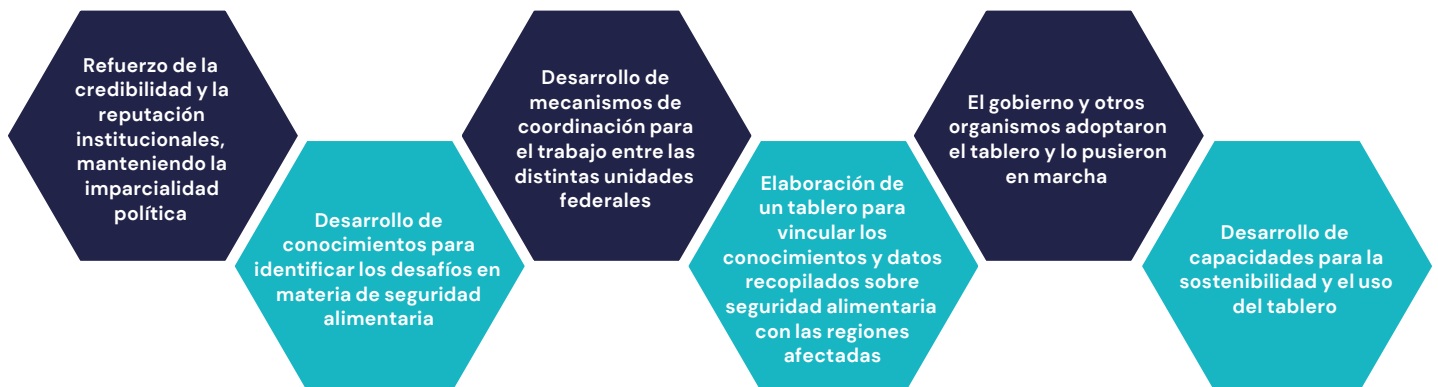 Refuerzo de la
credibilidad y la
reputación
institucionales,
manteniendo la
imparcialidad
política
Desarrollo de
conocimientos para
identificar los desafíos en
materia de seguridad
alimentaria
Desarrollo de
mecanismos de
coordinación para
el trabajo entre las
distintas unidades
federales
Elaboración de
un tablero para
vincular los
conocimientos y datos
recopilados sobre
seguridad alimentaria
con las regiones
afectadas
El gobierno y otros
organismos adoptaron
el tablero y lo pusieron
en marcha
Desarrollo de
capacidades para la
sostenibilidad y el uso
del tablero